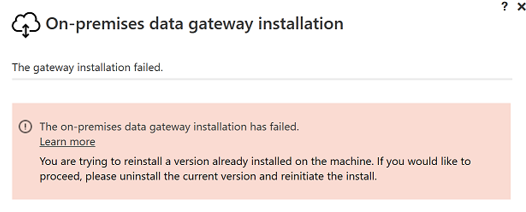 ? ×
On-premises data gateway installation
The gateway installation failed.
The on-premises data gateway installation has failed.
Learn more
You are trying to reinstall a version already installed on the machine. If you would like to
proceed, please uninstall the current version and reinitiate the install.